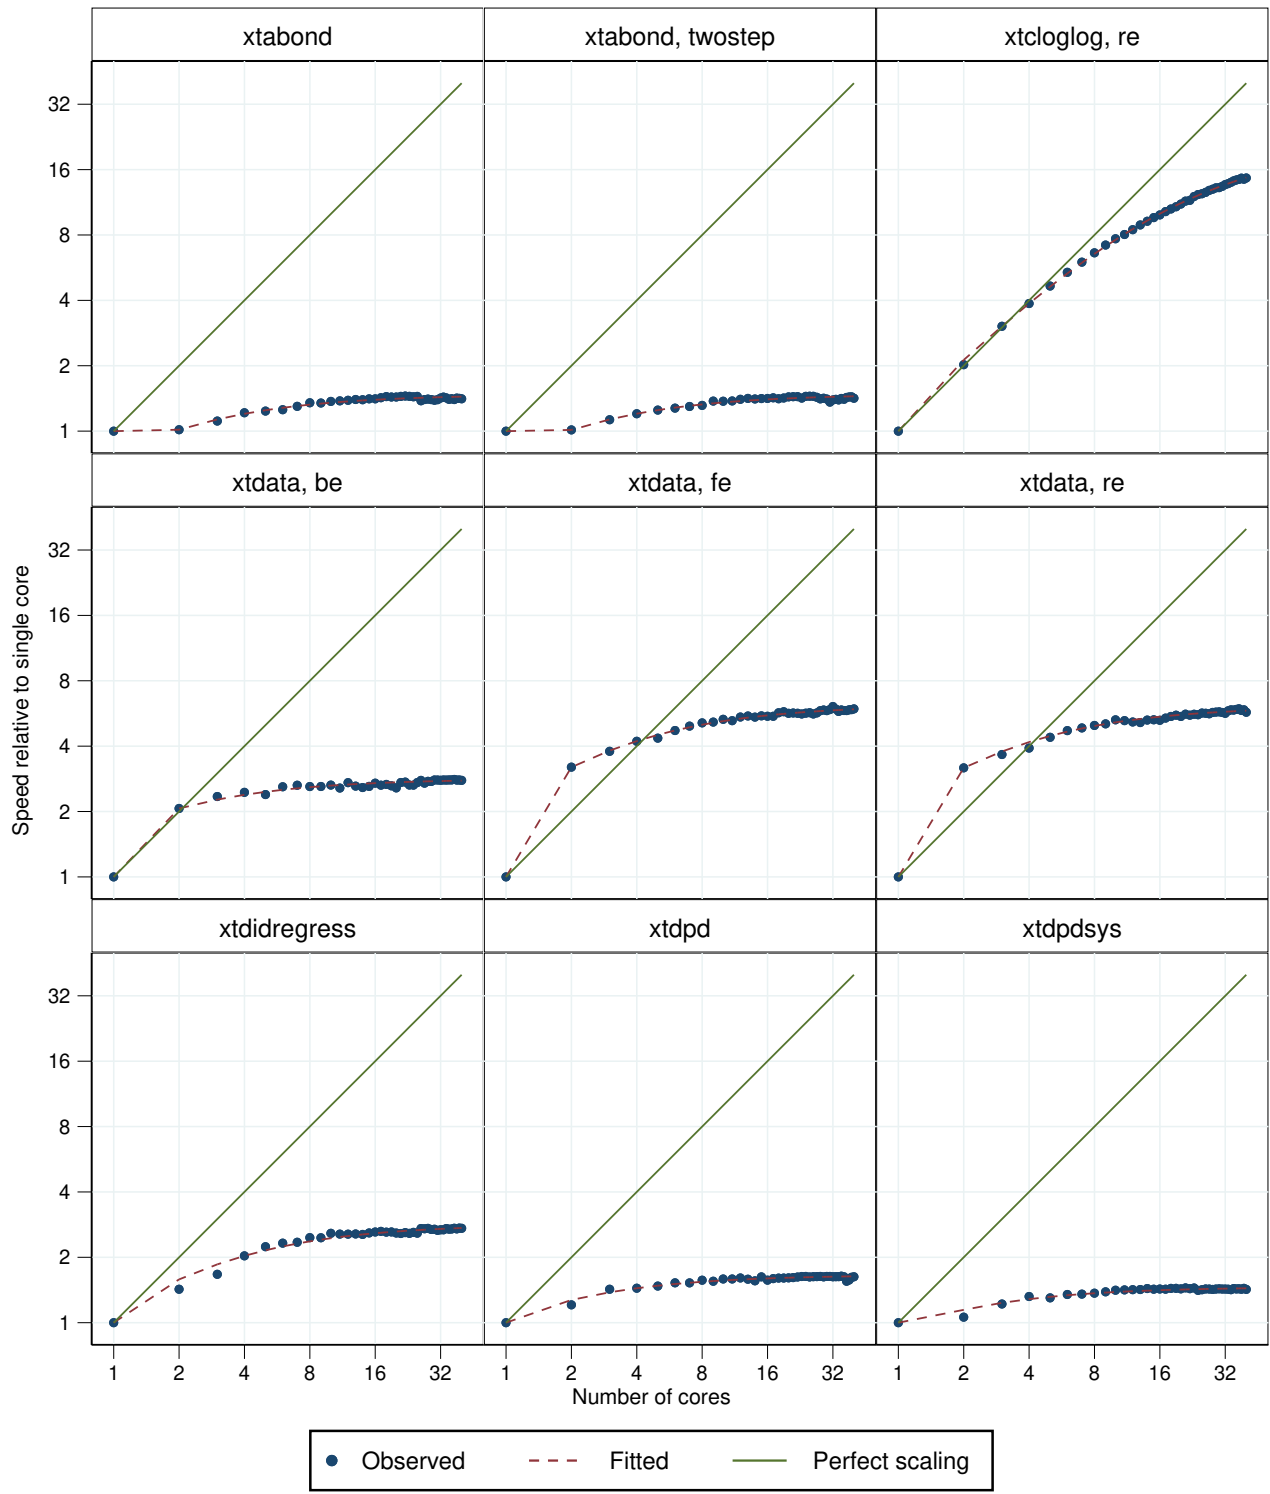 xtabond
xtabond, twostep
xtcloglog, re
32
16
8
4
2
1
xtdata, be
xtdata, fe
xtdata, re
32
16
8
4
2
1
Speed relative to single core
xtdidregress
xtdpd
xtdpdsys
32
16
8
4
2
1
1 2 4 8 16 32
1 2 4 8 16 32
1 2 4 8 16 32
Number of cores
Observed
Fitted
Perfect scaling